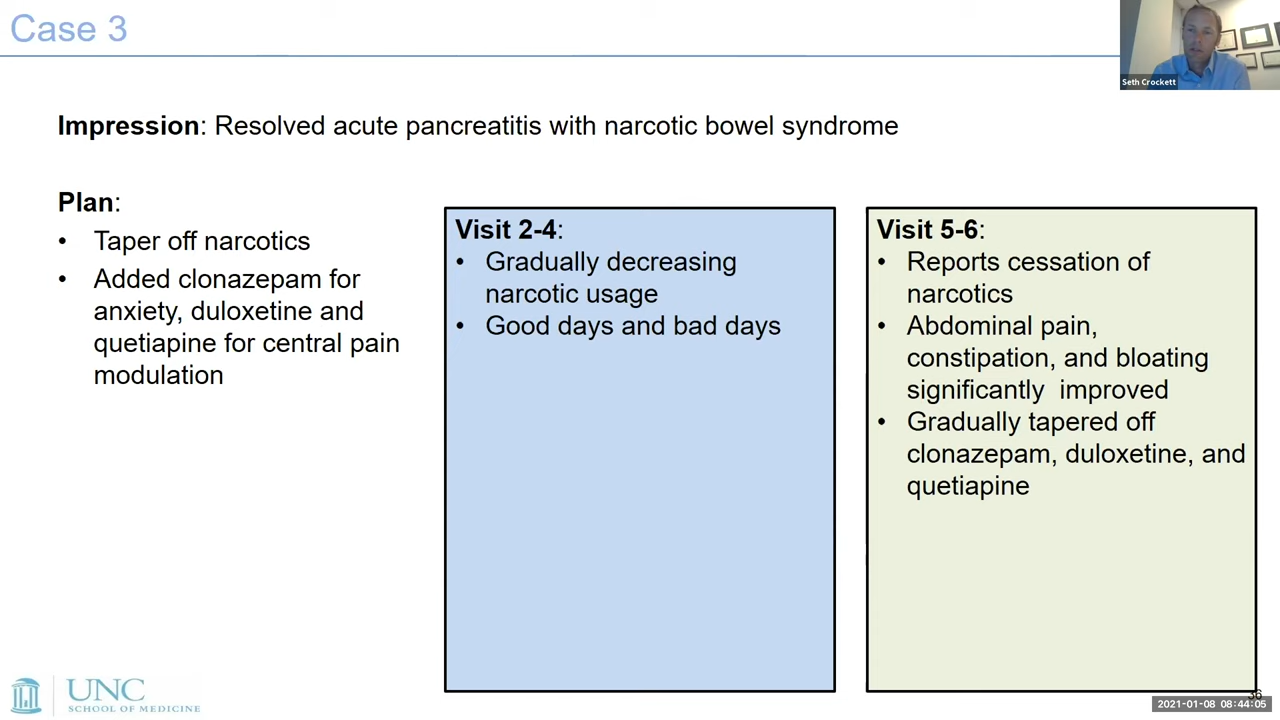 Case 3
Seth Crockett
Impression: Resolved acute pancreatitis with narcotic bowel syndrome
Plan:
• Taper off narcotics
• Added clonazepam for
anxiety, duloxetine and
quetiapine for central pain
modulation
Visit 2-4:
• Gradually decreasing
narcotic usage
• Good days and bad days
Visit 5-6:
• Reports cessation of
narcotics
• Abdominal pain,
constipation, and bloating
significantly improved
• Gradually tapered off
clonazepam, duloxetine, and
quetiapine
UNC
SCHOOL OF MEDICINE
36
2021-01-08 08:44:05